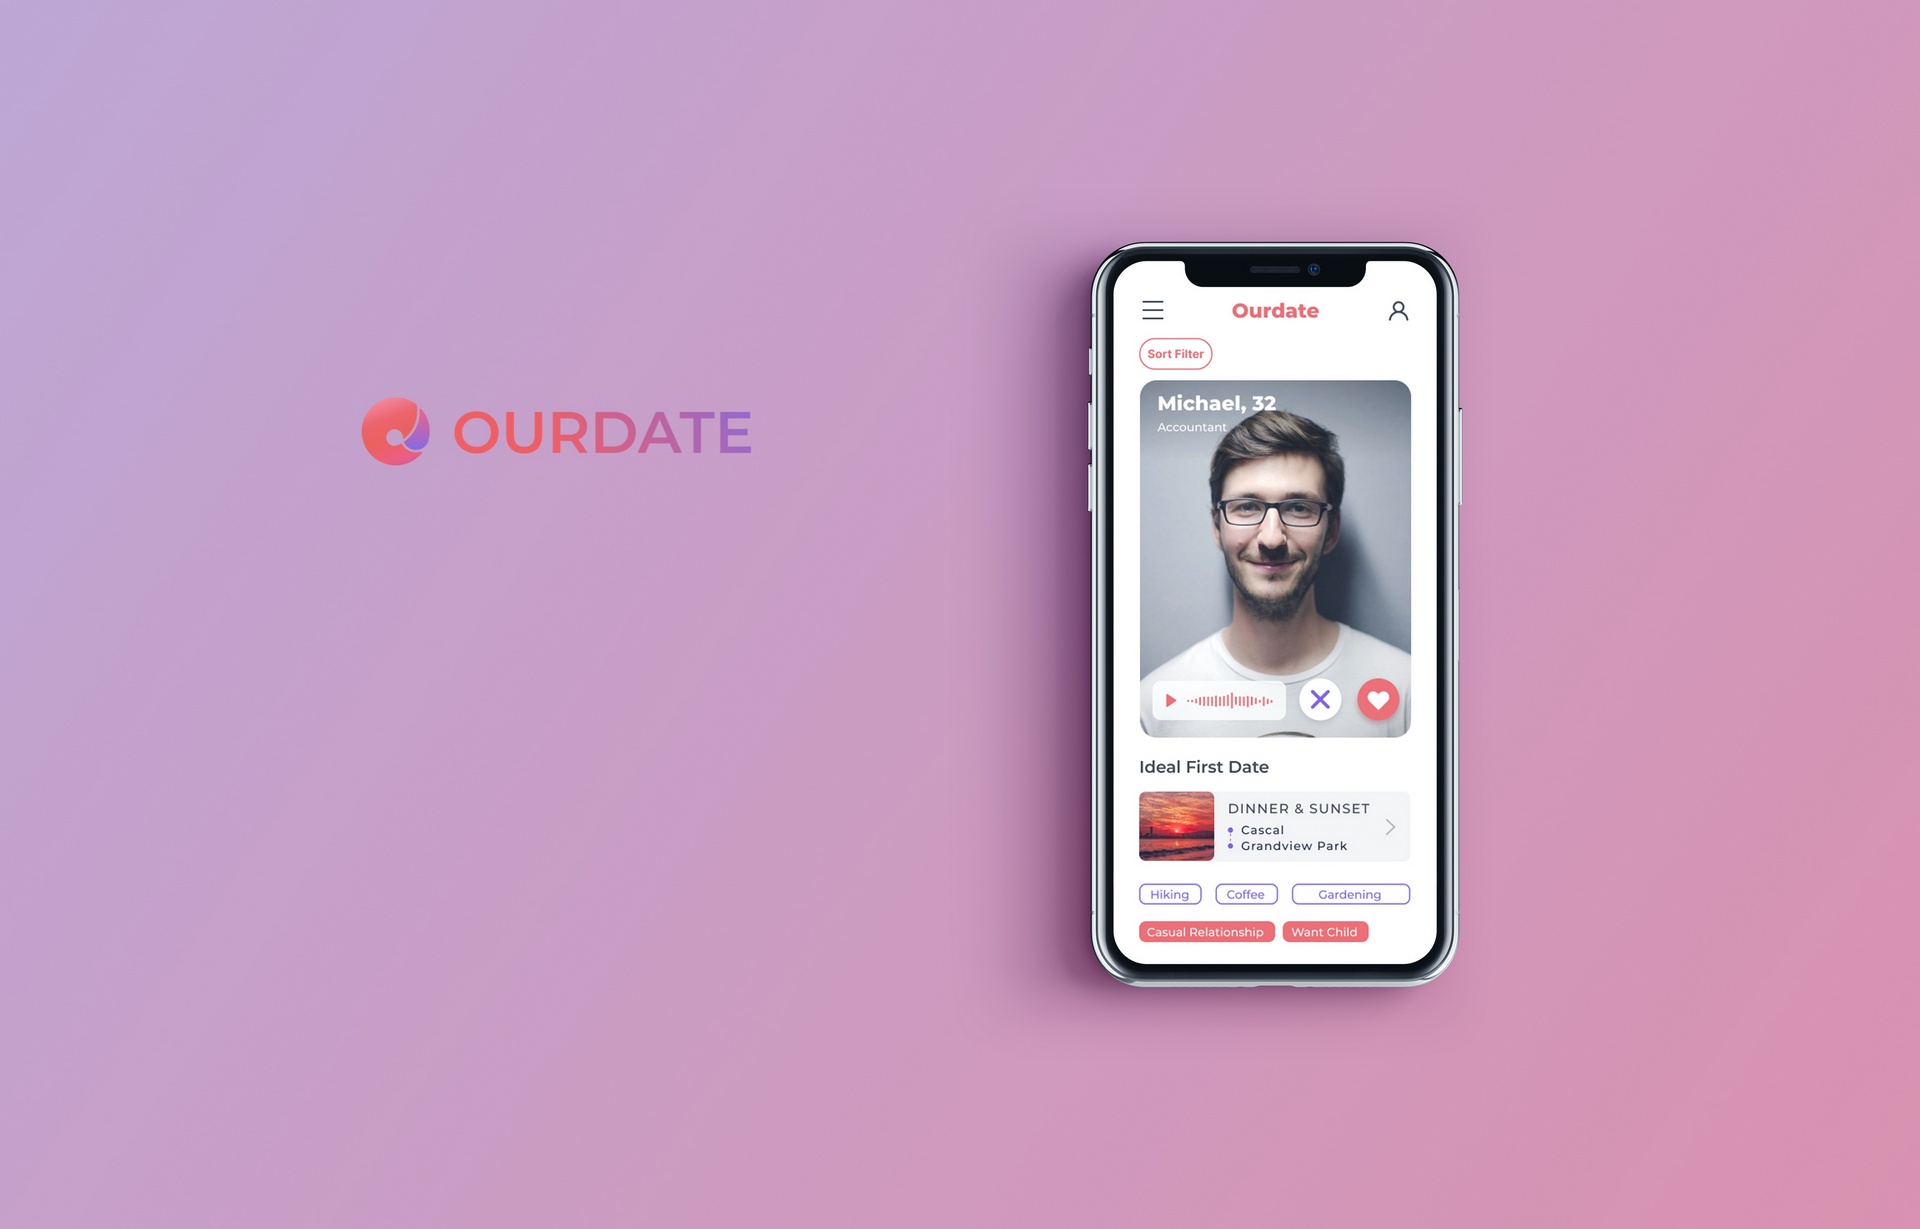 OURDATE
Ourdate
Sort Filter
Michael, 32
Accountant
Ideal First Date
DINNER & SUNSET
Cascal
Grandview Park
Hiking Coffee Gardening
Casual Relationship Want Child